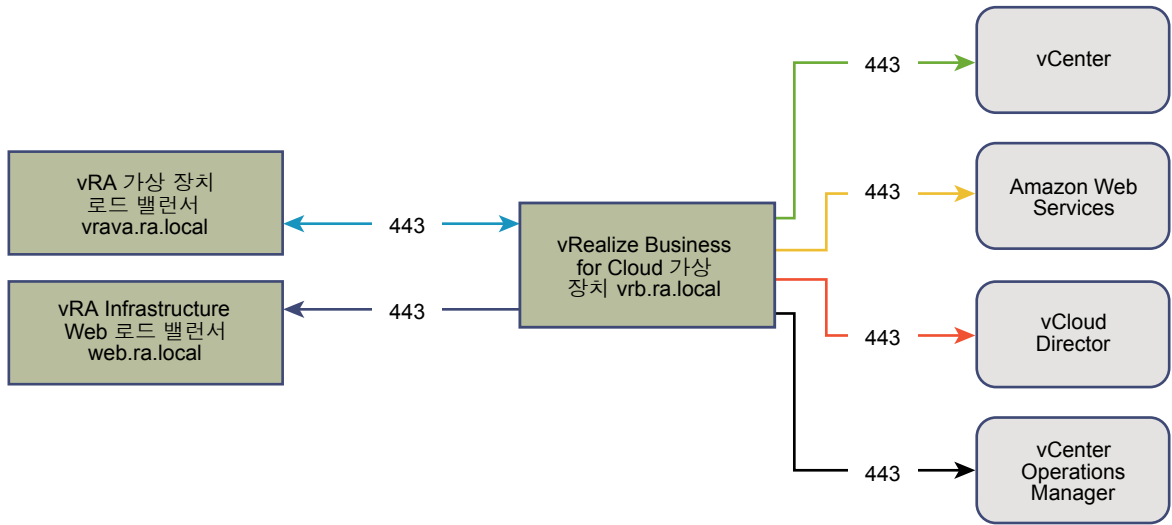 vRA 가상 장치
로드 밸런서
vrava.ra.local
443
vRA Infrastructure
Web 로드 밸런서
web.ra.local
443
vRealize Business
for Cloud 가상
장치 vrb.ra.local
443
vCenter
443
Amazon Web
Services
443
vCloud
Director
443
vCenter
Operations
Manager